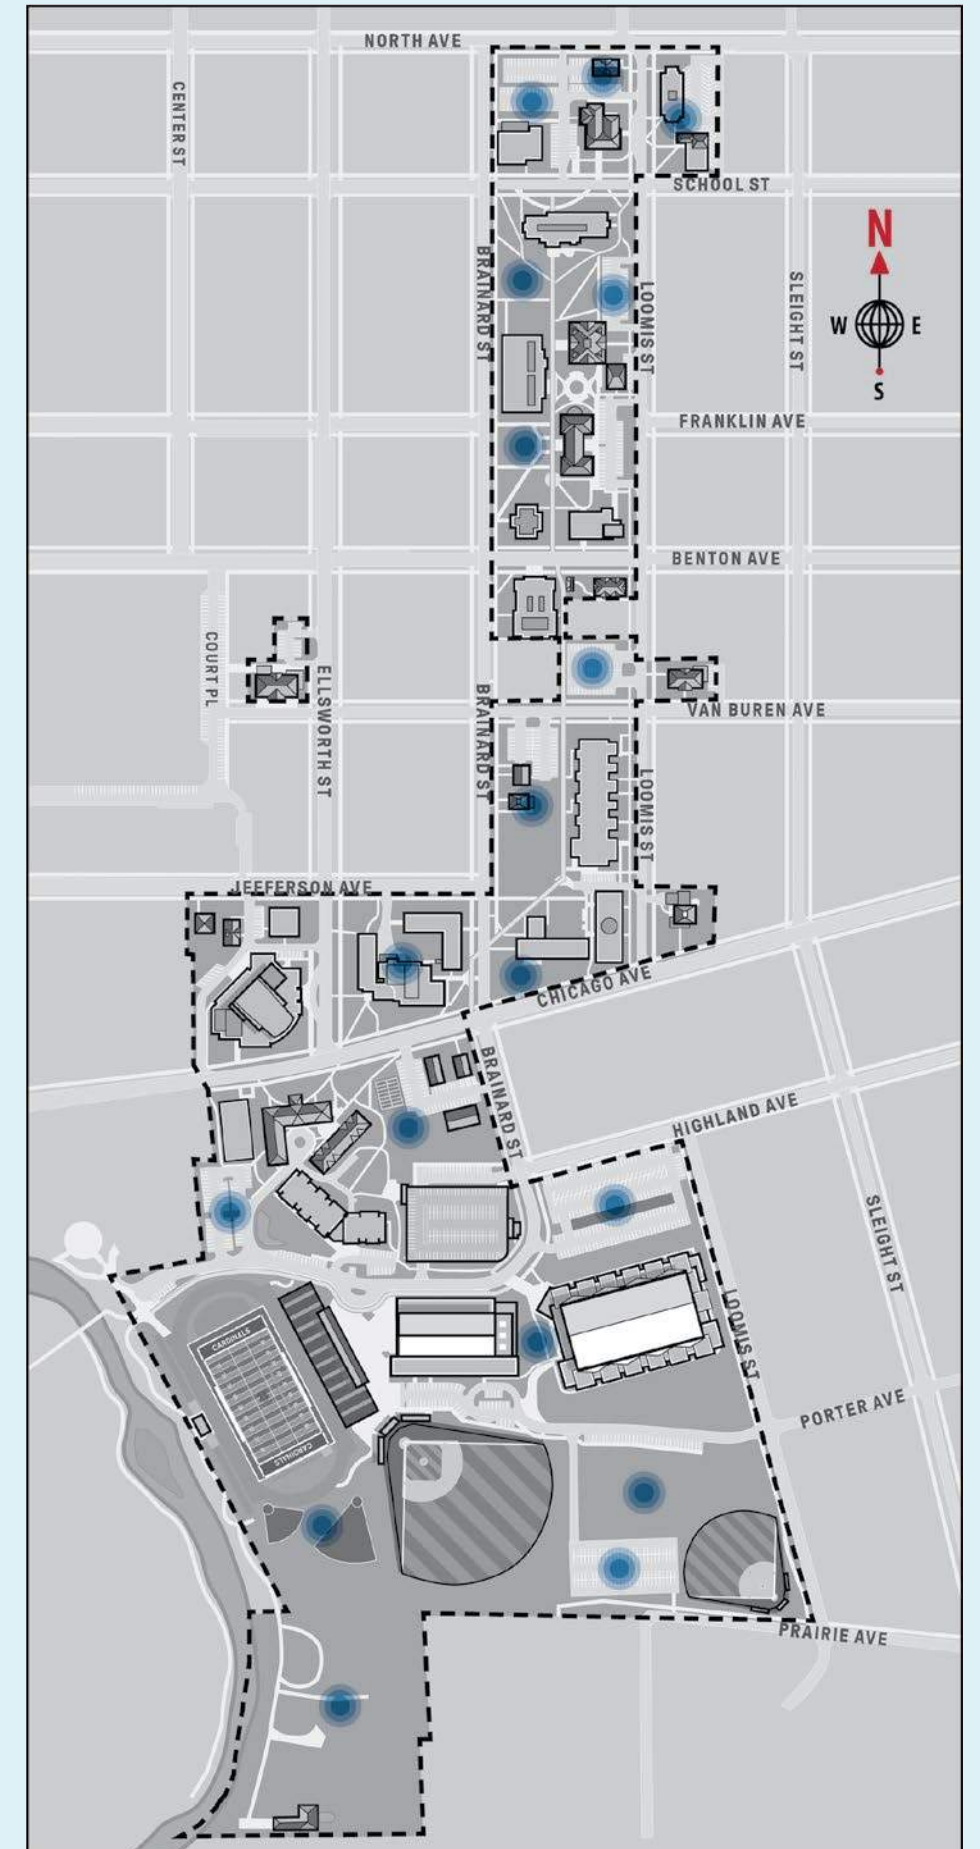 NORTH AVE
CENTER ST
SCHOOL ST
N
W E
S
BRAINARD ST
LOOMIS ST
SLEIGHT ST
FRANKLIN AVE
BENTON AVE
COURT PL
ELLSWORTH ST
BRAINARD ST
VAN BUREN AVE
LOOMIS ST
JEFFERSON AVE
CHICAGO AVE
BRAINARD ST
HIGHLAND AVE
SLEIGHT ST
CARDINALS
LOOMIS ST
PORTER AVE
CARDINALS
PRAIRIE AVE